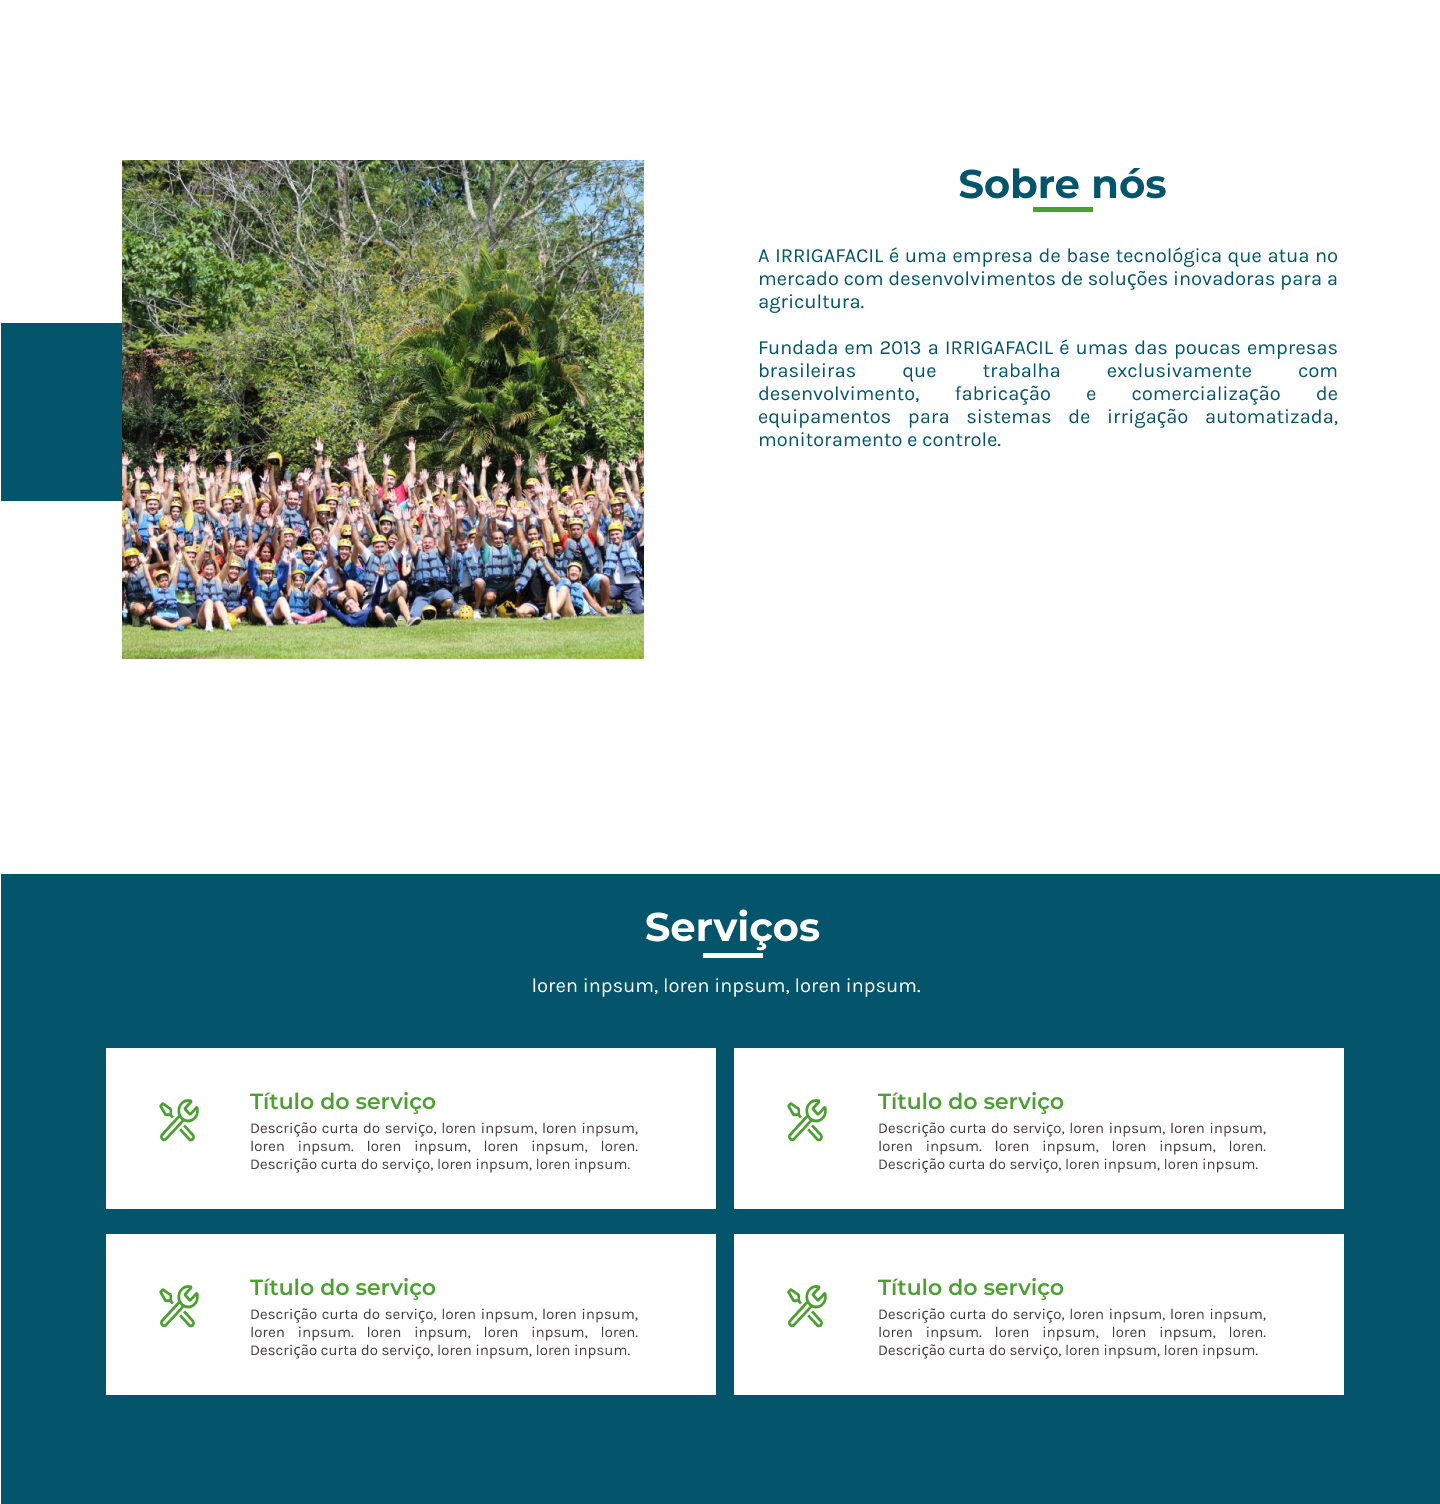 Sobre nós
A IRRIGAFACIL é uma empresa de base tecnológica que atua no
mercado com desenvolvimentos de soluções inovadoras para a
agricultura.
Fundada em 2013 a IRRIGAFACIL é umas das poucas empresas
brasileiras que trabalha exclusivamente com
desenvolvimento, fabricação e comercialização de
equipamentos para sistemas de irrigação automatizada,
monitoramento e controle.
Serviços
loren inpsum, loren inpsum, loren inpsum.
Título do serviço
Descrição curta do serviço, loren inpsum, loren inpsum,
loren inpsum. loren inpsum, loren inpsum, loren.
Descrição curta do serviço, loren inpsum, loren inpsum.
Título do serviço
Descrição curta do serviço, loren inpsum, loren inpsum,
loren inpsum. loren inpsum, loren inpsum, loren.
Descrição curta do serviço, loren inpsum, loren inpsum.
Título do serviço
Descrição curta do serviço, loren inpsum, loren inpsum,
loren inpsum. loren inpsum, loren inpsum, loren.
Descrição curta do serviço, loren inpsum, loren inpsum.
Título do serviço
Descrição curta do serviço, loren inpsum, loren inpsum,
loren inpsum. loren inpsum, loren inpsum, loren.
Descrição curta do serviço, loren inpsum, loren inpsum.